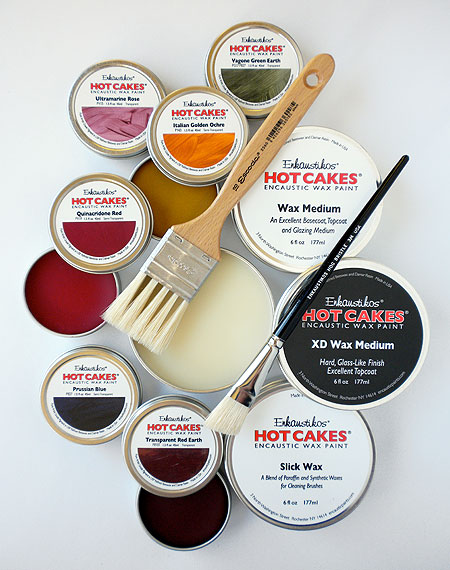 Enkaustikos
HOT CAKES®
ENCAUSTIC WAX PAINT
Vagone Green Earth
Enkaustikos
HOT CAKES®
ENCAUSTIC WAX PAINT
Ultramarine Rose
Enkaustikos
HOT CAKES®
ENCAUSTIC WAX PAINT
Italian Golden Ochre
Escoda
Enkaustikos
HOT CAKES®
ENCAUSTIC WAX PAINT
Wax Medium
An Excellent Basecoat, Topcoat
and Glazing Medium
6 fl oz 177ml
Enkaustikos
HOT CAKES®
ENCAUSTIC WAX PAINT
Quinacridone Red
ENKAUSTIKOS HOG BRISTLE
USA
Enkaustikos
HOT CAKES®
ENCAUSTIC WAX PAINT
XD Wax Medium
Hard, Glass-Like Finish
Excellent Topcoat
6 fl oz 177ml
Enkaustikos
HOT CAKES®
ENCAUSTIC WAX PAINT
Prussian Blue
Enkaustikos
HOT CAKES®
ENCAUSTIC WAX PAINT
Transparent Red Earth
Enkaustikos
HOT CAKES®
ENCAUSTIC WAX PAINT
Slick Wax
A Blend of Paraffin and Synthetic Waxes
for Cleaning Brushes
6 fl oz 177ml